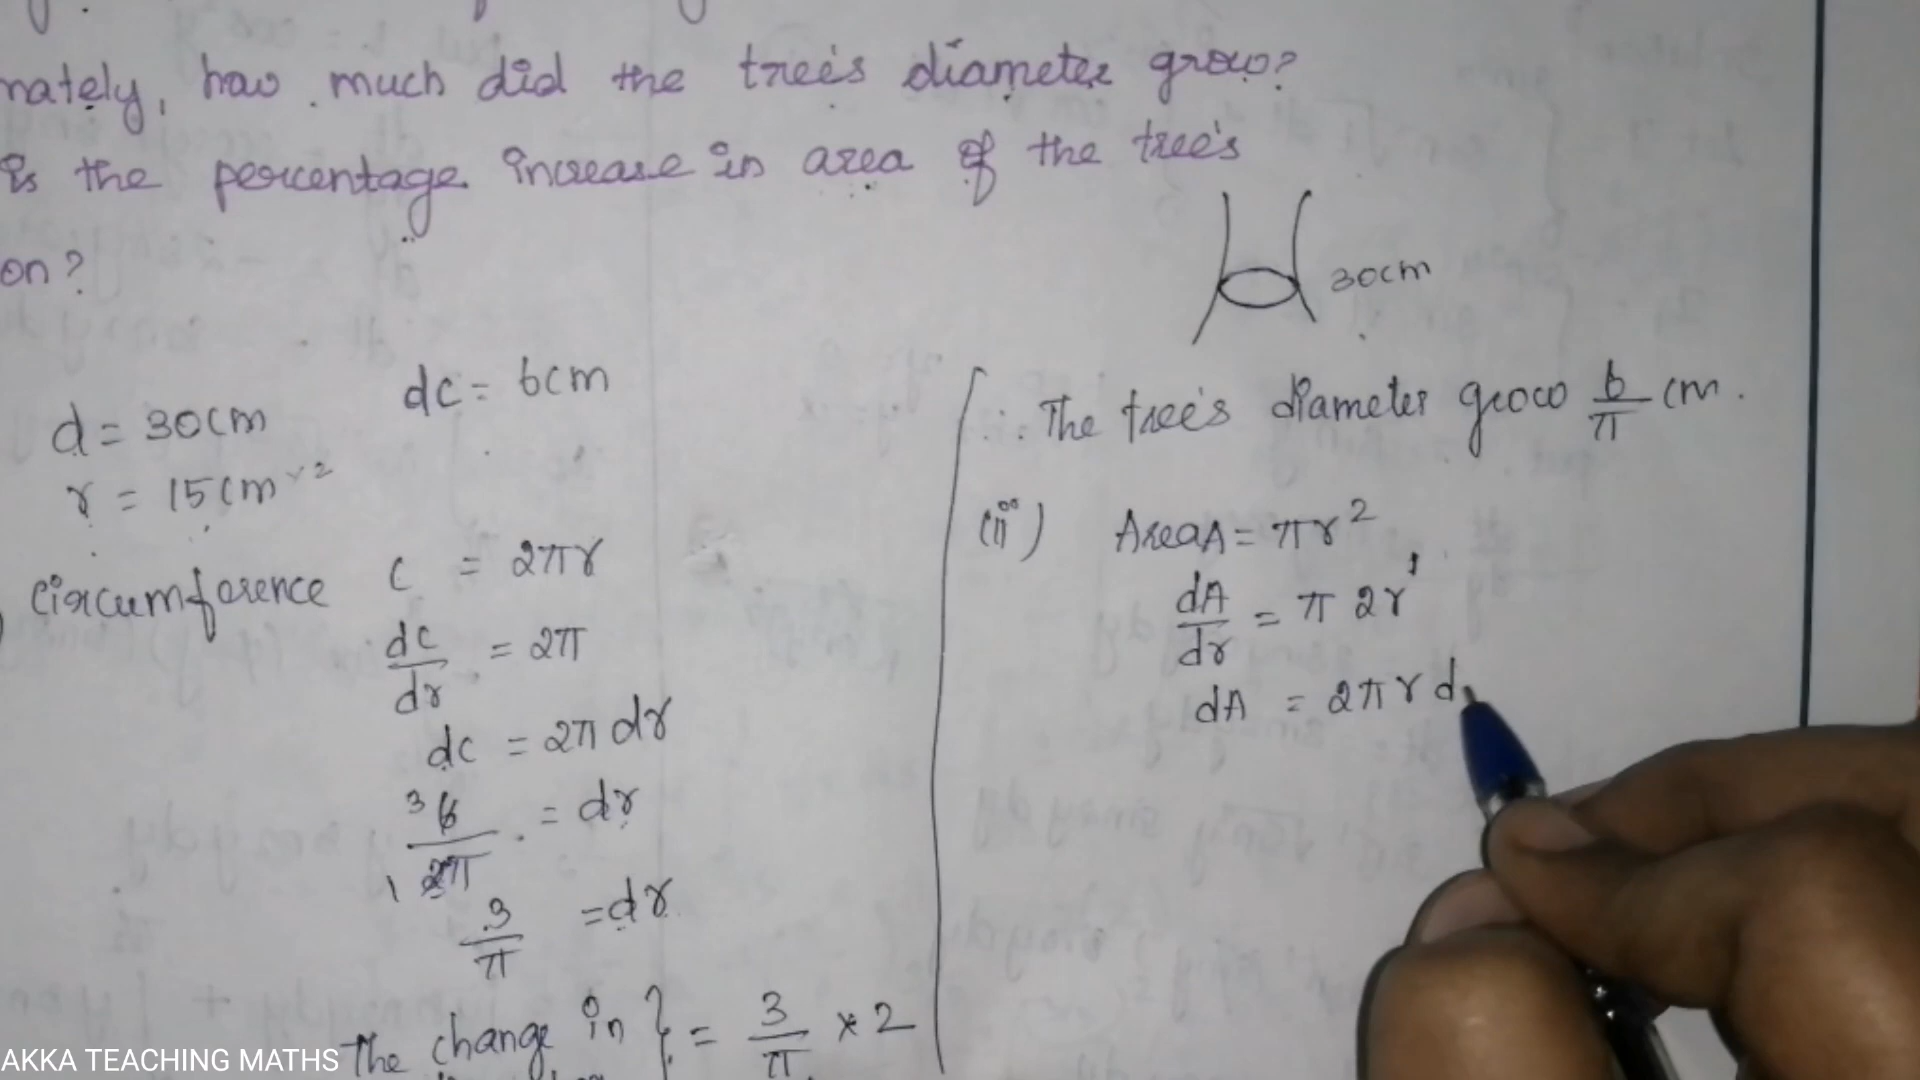 nately, how much did the tree's diameter grow?
is the percentage increase in area of the tree's
on?
30cm
d = 30cm
dc = 6cm
r = 15cm
Circumference C = 2πr
dc/dr = 2π
dc = 2π dr
3 6/2π = dr
1
3/π = dr
The change in } = 3/π × 2
∴ The tree's diameter grow 6/π cm.
(ii) Area A = πr²
dA/dr = π 2r¹
dA = 2πr d
AKKA TEACHING MATHS